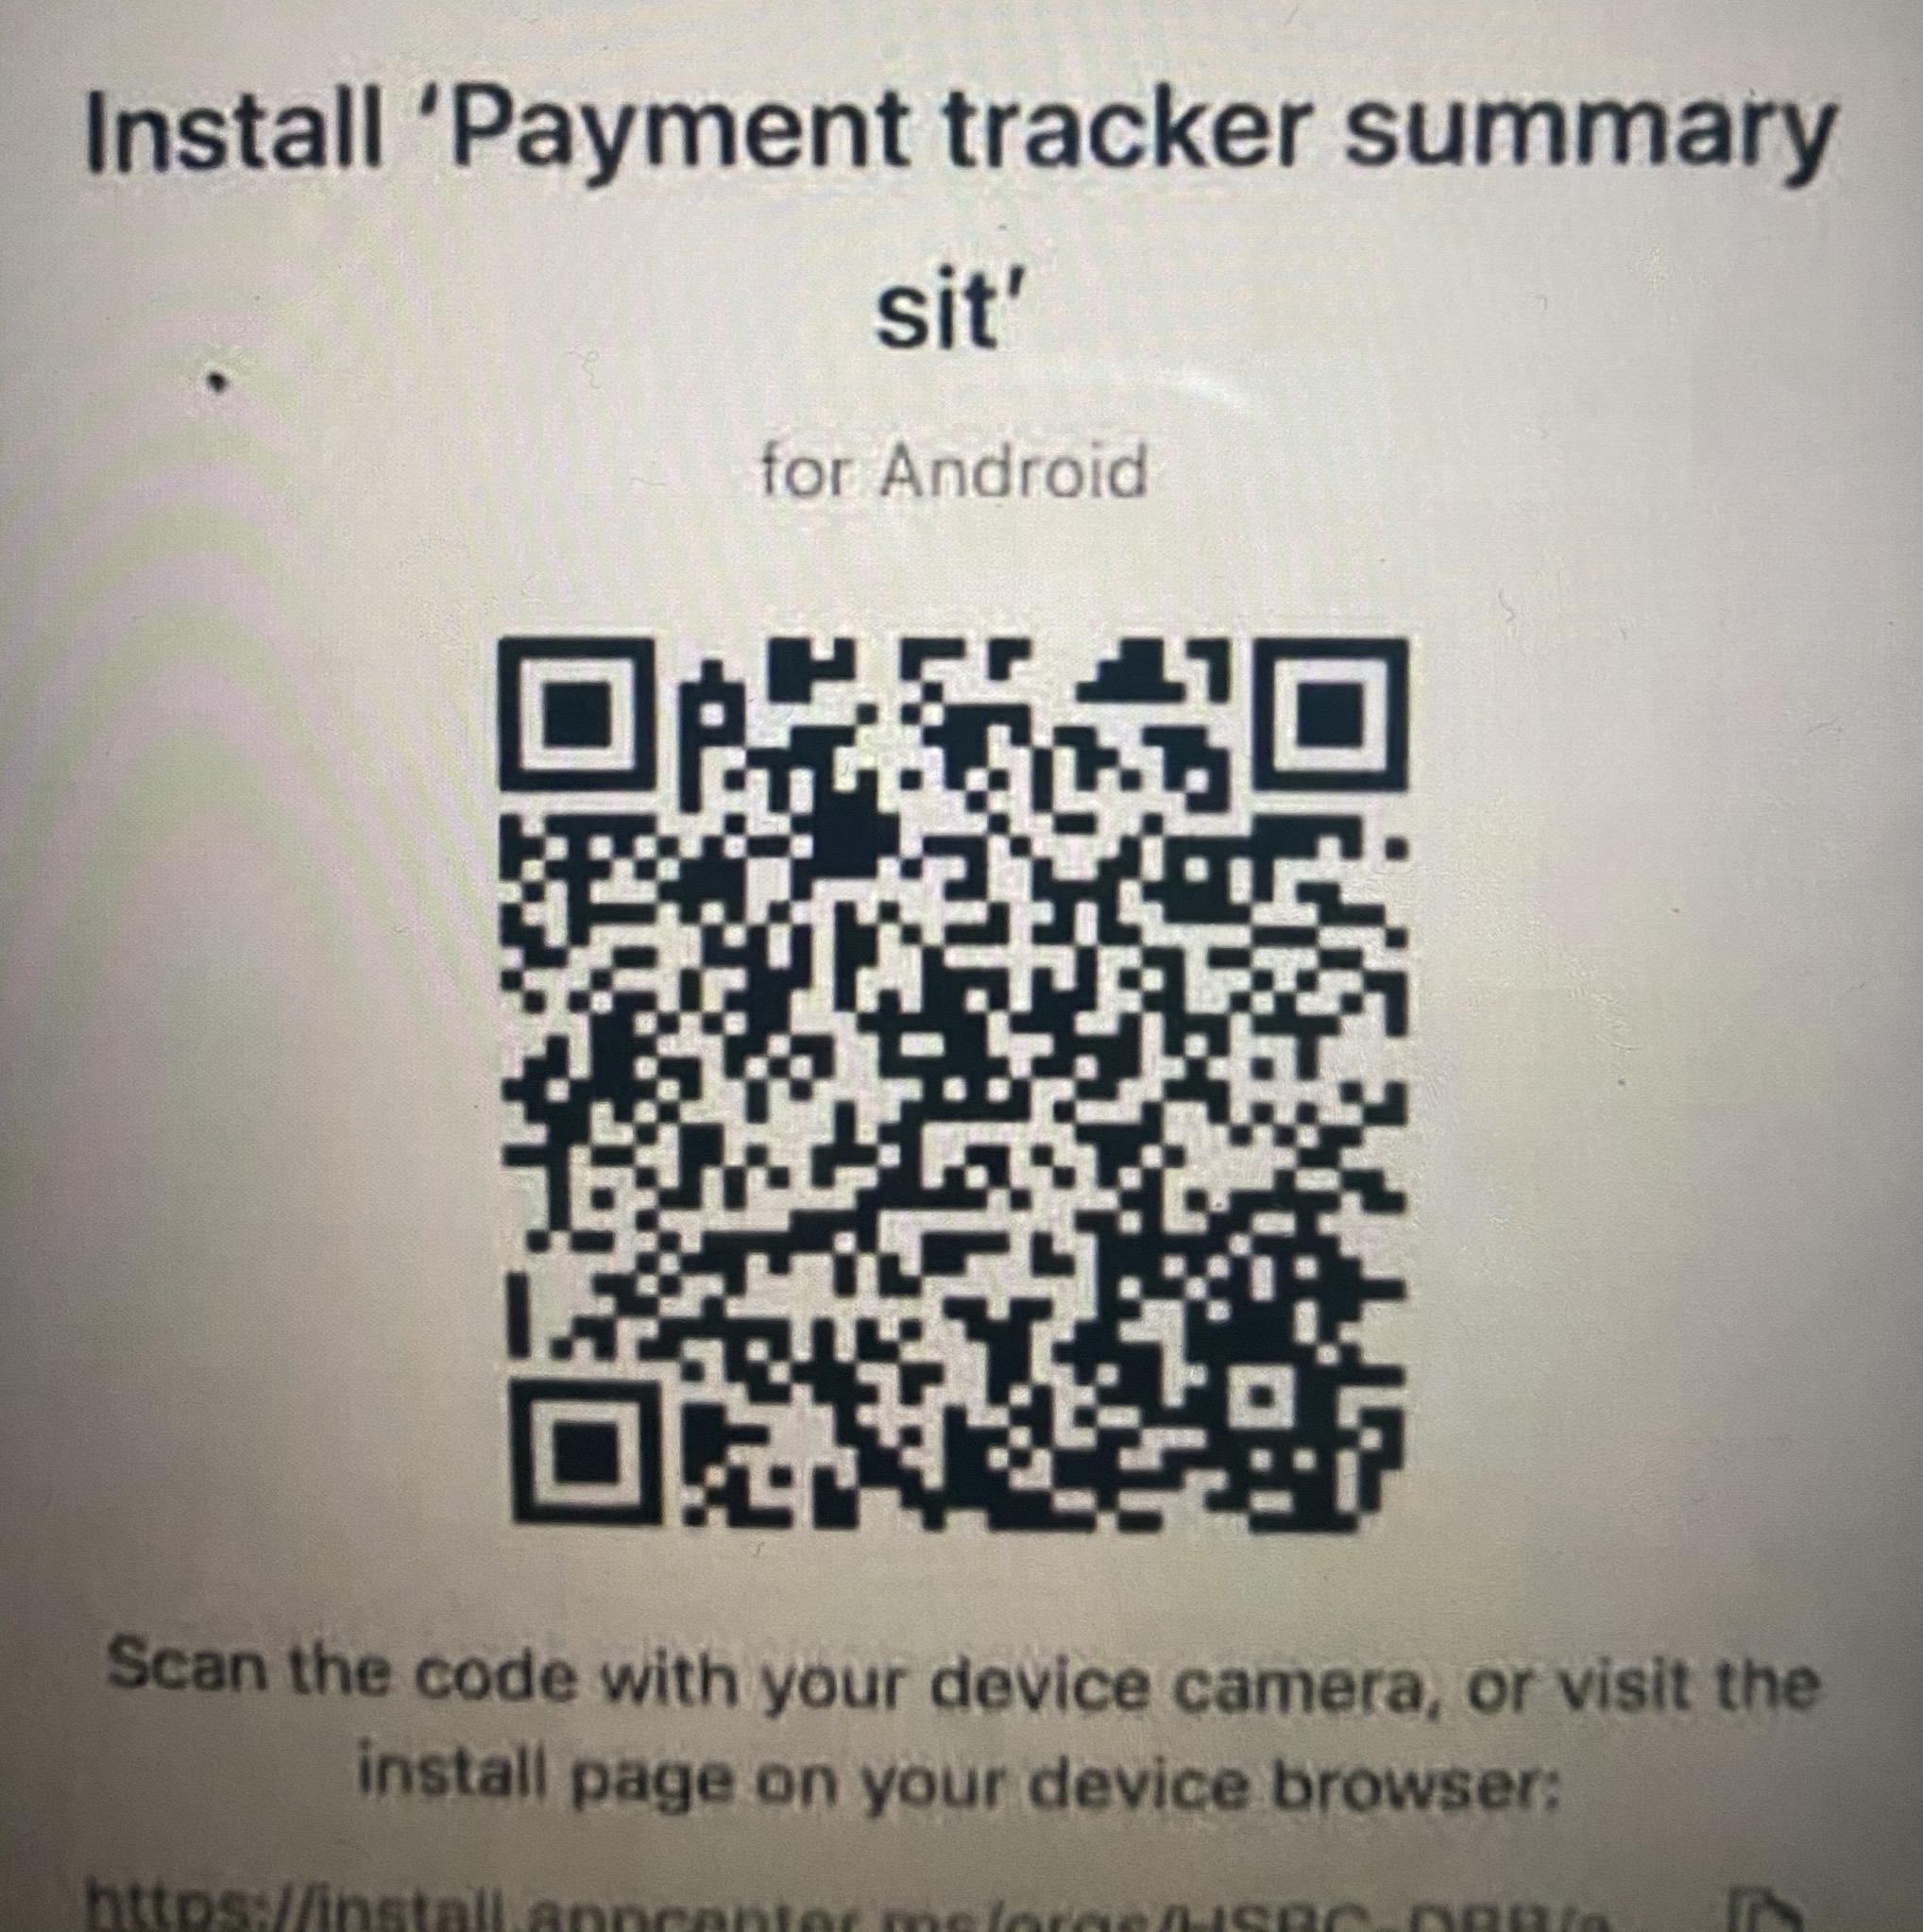 Install ‘Payment tracker summary
sit’
for Android
Scan the code with your device camera, or visit the
install page on your device browser:
https://install.appcenter.ms/orgs/HSBC-DBB/a